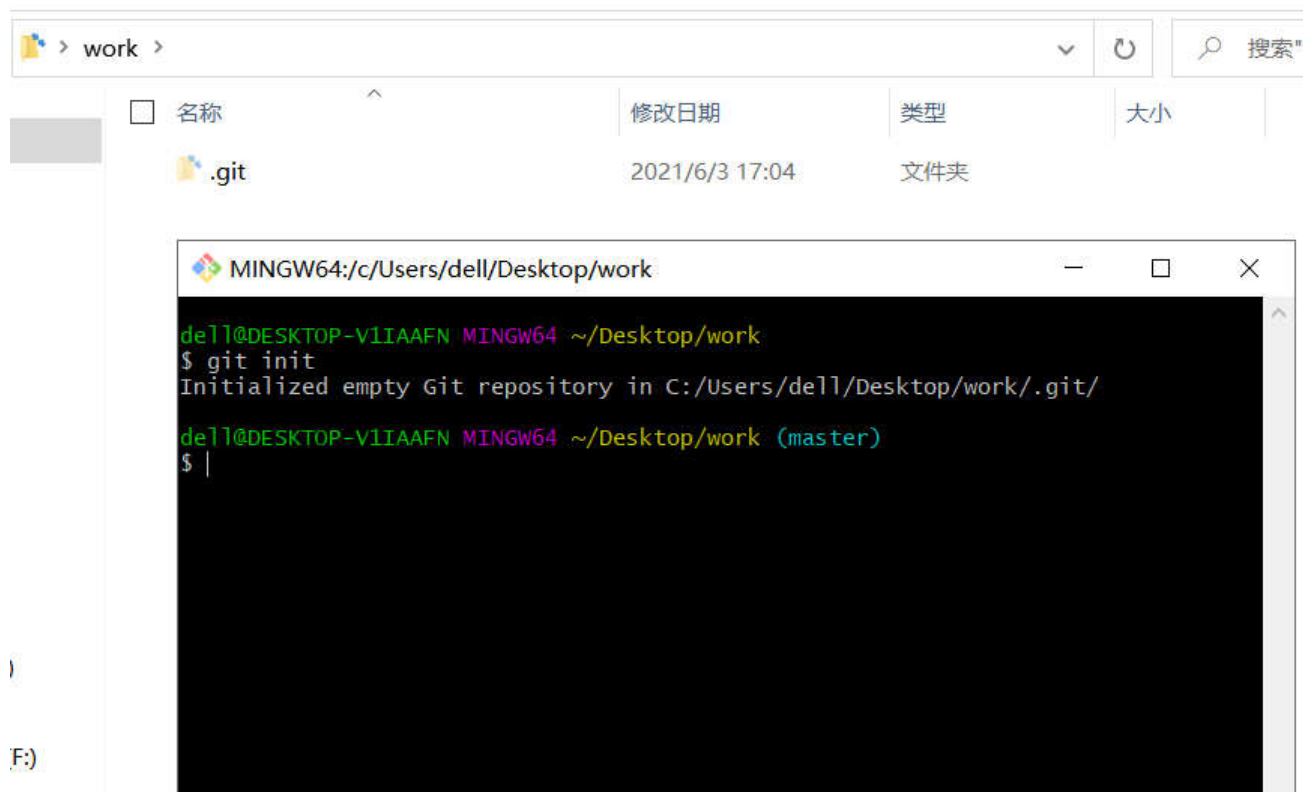 work
搜索"
名称 修改日期 类型 大小
.git 2021/6/3 17:04 文件夹
MINGW64:/c/Users/dell/Desktop/work
dell@DESKTOP-V1IAAFN MINGW64 ~/Desktop/work
$ git init
Initialized empty Git repository in C:/Users/dell/Desktop/work/.git/
dell@DESKTOP-V1IAAFN MINGW64 ~/Desktop/work (master)
$
)
F:)